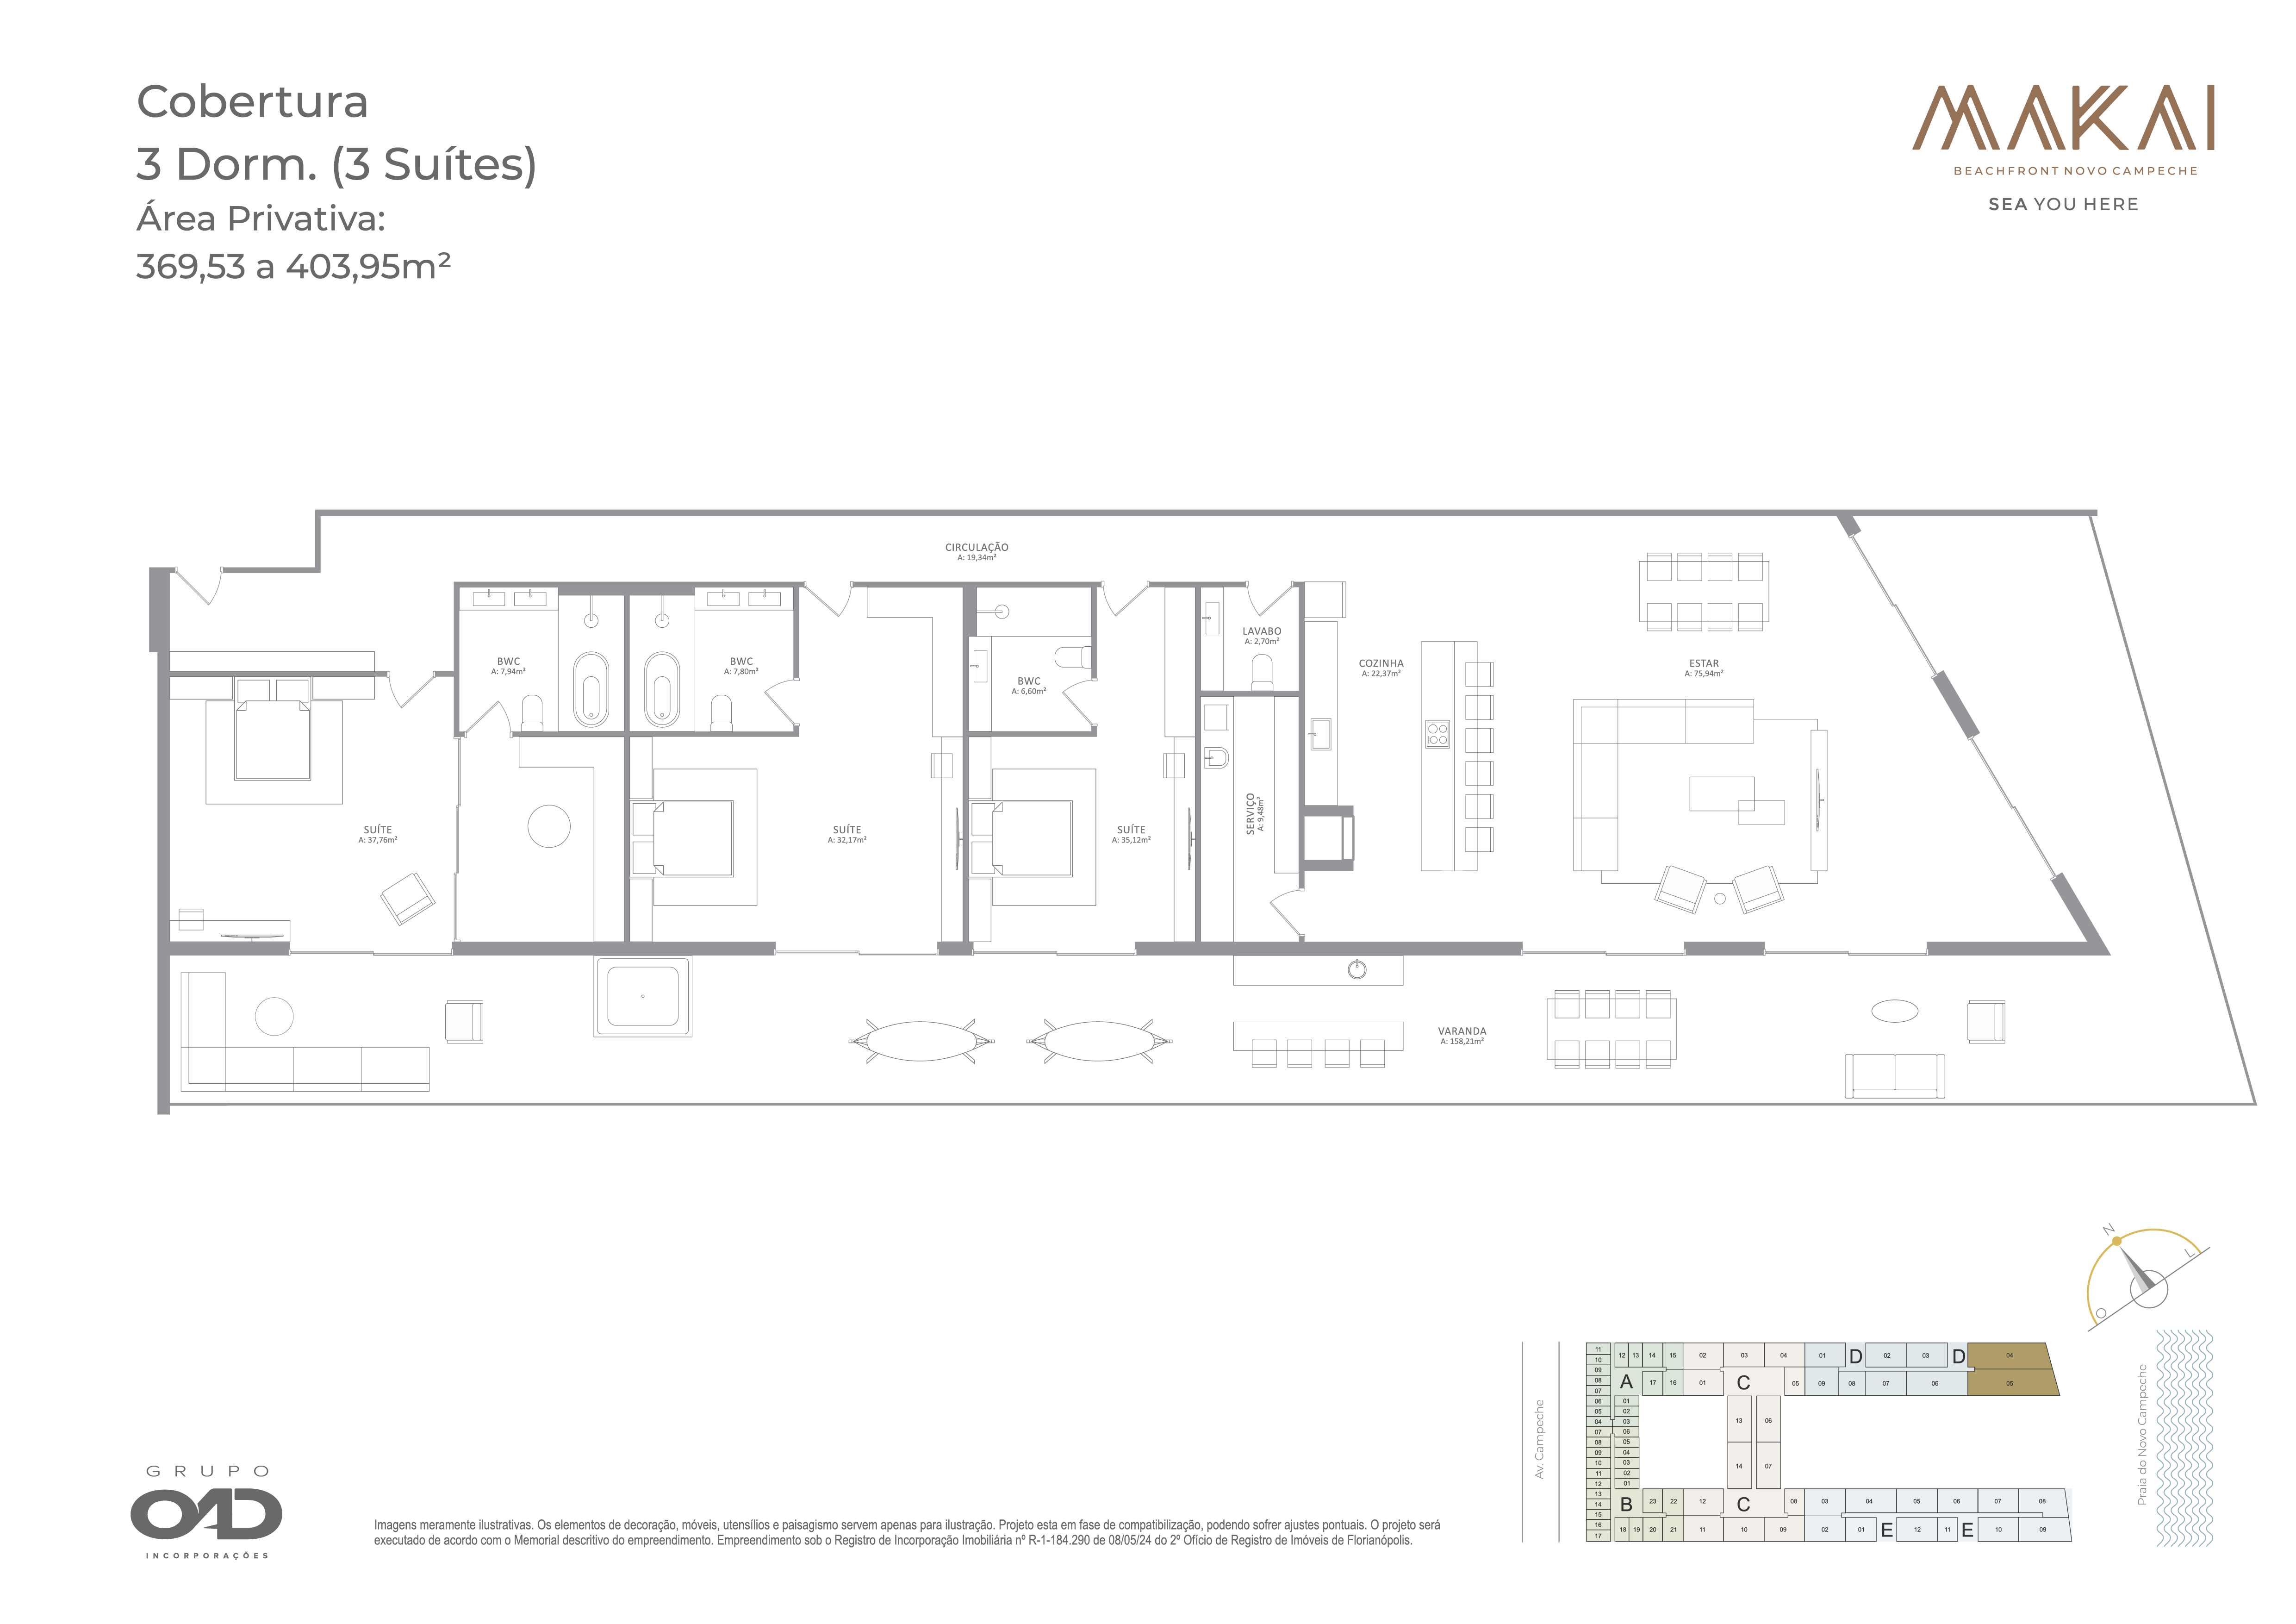 Cobertura
3 Dorm. (3 Suítes)
Área Privativa:
369,53 a 403,95m²
MAKAI
BEACHFRONT NOVO CAMPECHE
SEA YOU HERE
CIRCULAÇÃO
A: 19,34m²
BWC
A: 7,94m²
BWC
A: 7,80m²
BWC
A: 6,60m²
LAVABO
A: 2,70m²
COZINHA
A: 22,37m²
ESTAR
A: 75,94m²
SUÍTE
A: 37,76m²
SUÍTE
A: 32,17m²
SUÍTE
A: 35,12m²
SERVIÇO
A: 9,48m²
VARANDA
A: 158,21m²
N
L
O
Av. Campeche
11
10
09
08
07
06
05
04
07
08
09
10
11
12
13
14
15
16
17
12 13 14 15 02 03 04 01 D 02 03 D 04
A 17 16 01 C 05 09 08 07 06 05
01
02
03
06
05
04
03
02
01
13 06
14 07
B 23 22 12 C 08 03 04 05 06 07 08
18 19 20 21 11 10 09 02 01 E 12 11 E 10 09
Praia do Novo Campeche
GRUPO
OAD
INCORPORAÇÕES
Imagens meramente ilustrativas. Os elementos de decoração, móveis, utensílios e paisagismo servem apenas para ilustração. Projeto esta em fase de compatibilização, podendo sofrer ajustes pontuais. O projeto será
executado de acordo com o Memorial descritivo do empreendimento. Empreendimento sob o Registro de Incorporação Imobiliária nº R-1-184.290 de 08/05/24 do 2º Ofício de Registro de Imóveis de Florianópolis.